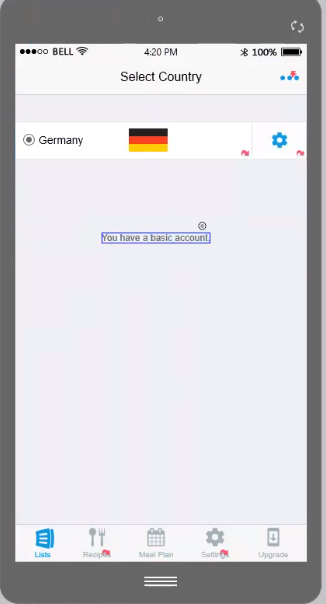 BELL 4:20 PM 100%
Select Country
Germany
You have a basic account.
Lists Recipes Meal Plan Settings Upgrade